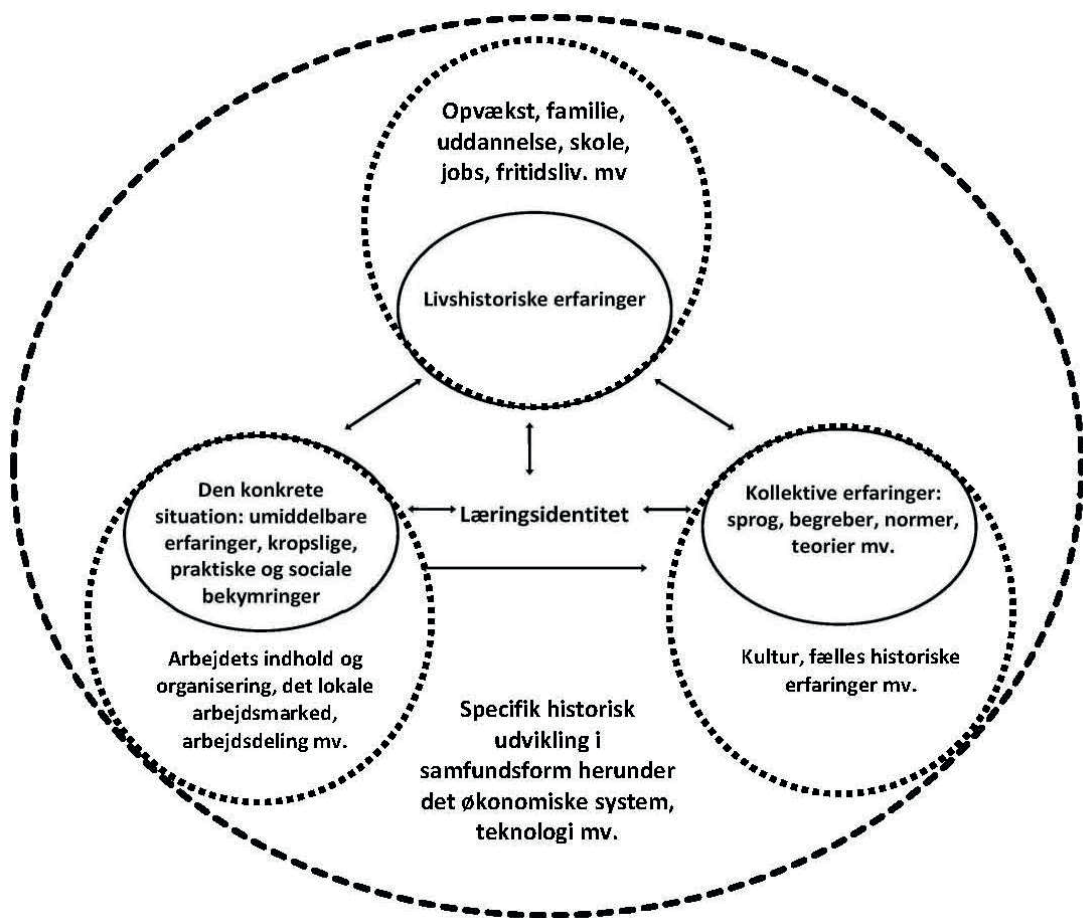 Opvækst, familie,
uddannelse, skole,
jobs, fritidsliv. mv
Livshistoriske erfaringer
Den konkrete
situation: umiddelbare
erfaringer, kropslige,
praktiske og sociale
bekymringer
Arbejdets indhold og
organisering, det lokale
arbejdsmarked,
arbejdsdeling mv.
Læringsidentitet
Kollektive erfaringer:
sprog, begreber, normer,
teorier mv.
Kultur, fælles historiske
erfaringer mv.
Specifik historisk
udvikling i
samfundsform herunder
det økonomiske system,
teknologi mv.